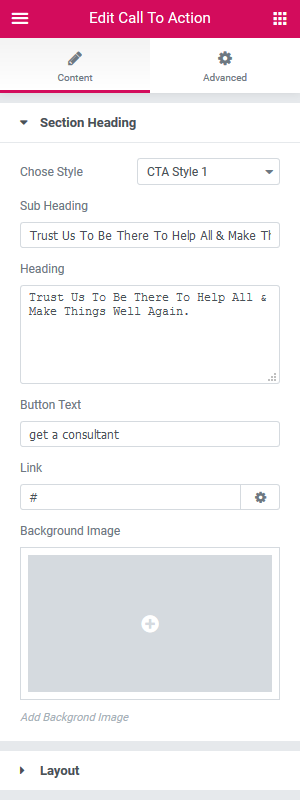 Edit Call To Action
Content
Advanced
Section Heading
Chose Style
CTA Style 1
Sub Heading
Trust Us To Be There To Help All & Make Th
Heading
Trust Us To Be There To Help All &
Make Things Well Again.
Button Text
get a consultant
Link
#
Background Image
Add Backgrond Image
Layout